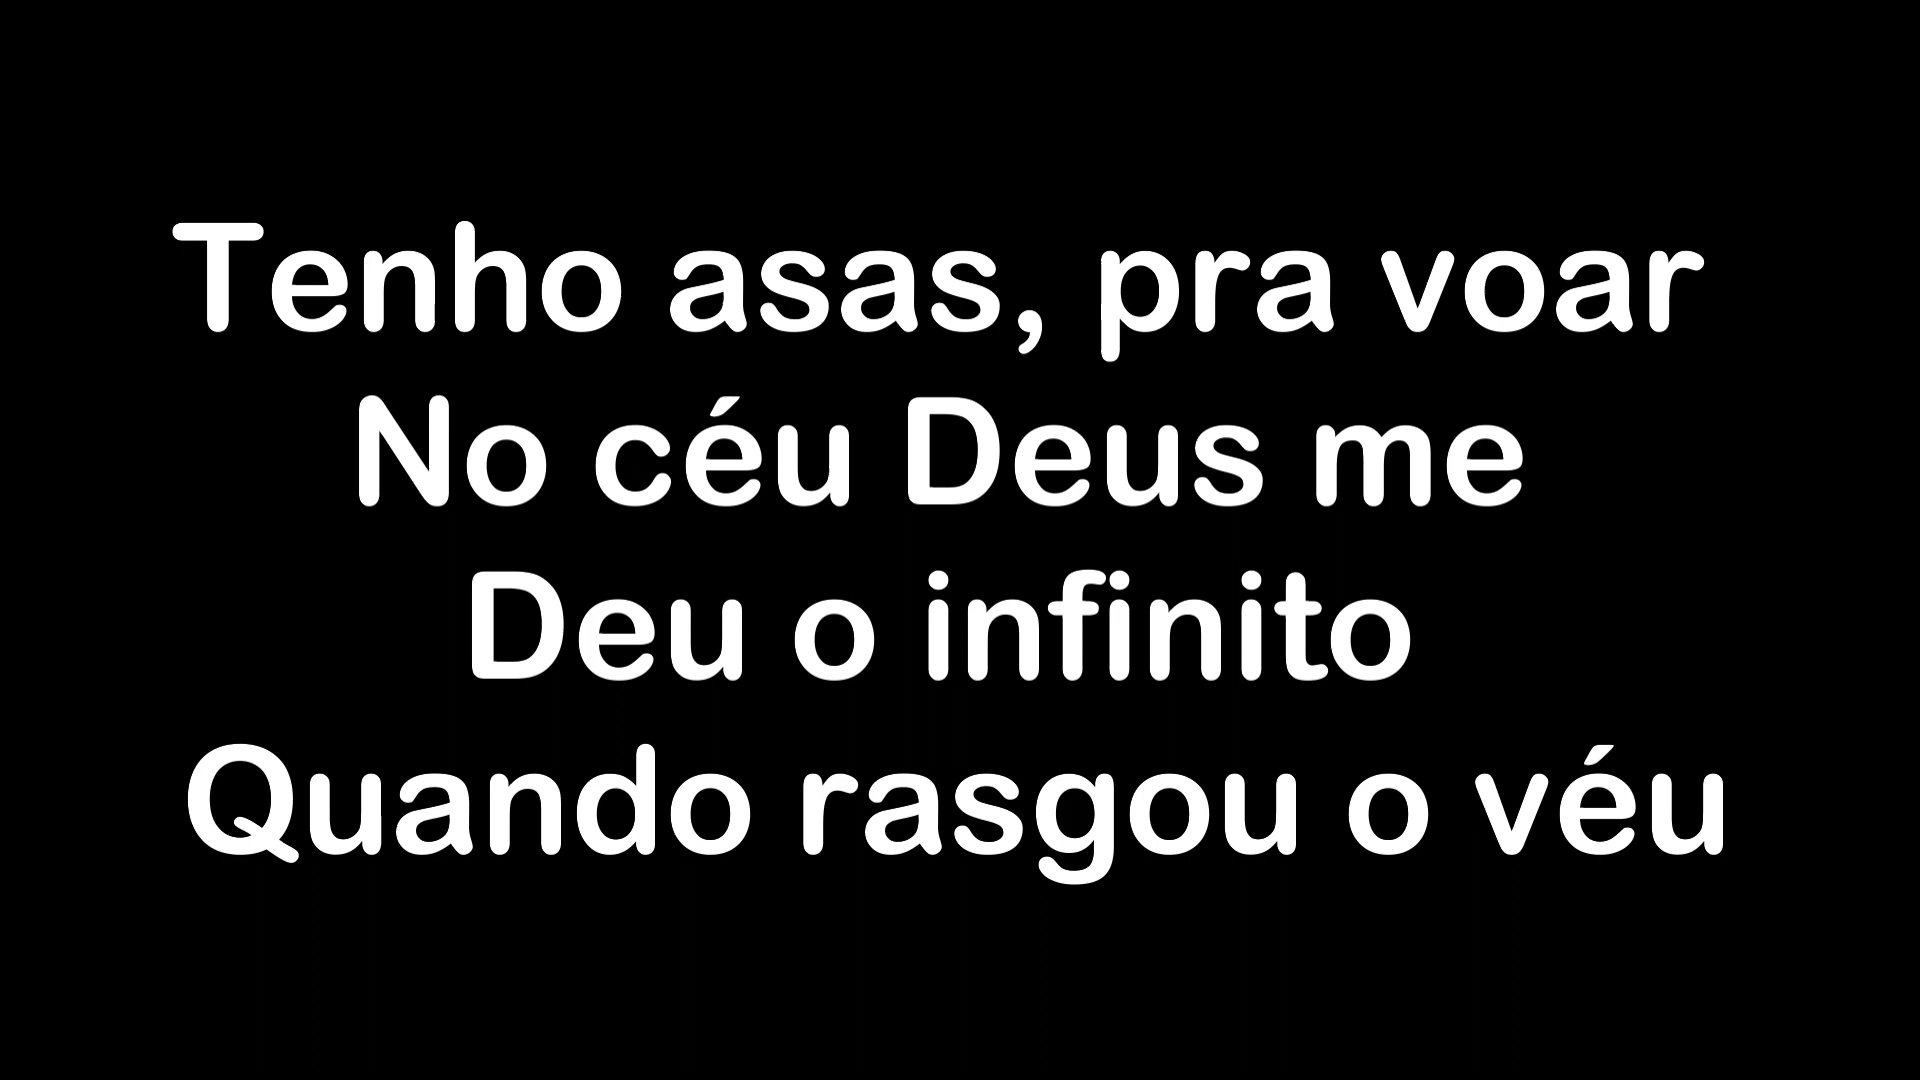 Tenho asas, pra voar
No céu Deus me
Deu o infinito
Quando rasgou o véu